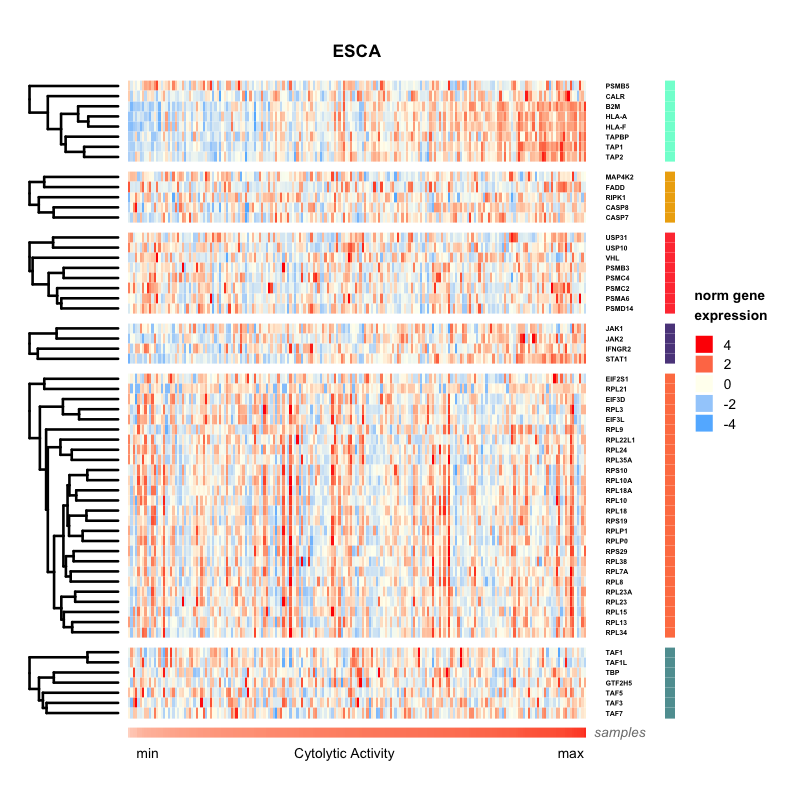 ESCA
PSMB5
CALR
B2M
HLA-A
HLA-F
TAPBP
TAP1
TAP2
MAP4K2
FADD
RIPK1
CASP8
CASP7
USP31
USP10
VHL
PSMB3
PSMC4
PSMC2
PSMA6
PSMD14
JAK1
JAK2
IFNGR2
STAT1
EIF2S1
RPL21
EIF3D
RPL3
EIF3L
RPL9
RPL22L1
RPL24
RPL35A
RPS10
RPL10A
RPL18A
RPL10
RPL18
RPS19
RPLP1
RPLP0
RPS29
RPL38
RPL7A
RPL8
RPL23A
RPL23
RPL15
RPL13
RPL34
TAF1
TAF1L
TBP
GTF2H5
TAF5
TAF3
TAF7
norm gene
expression
4
2
0
-2
-4
samples
min Cytolytic Activity max